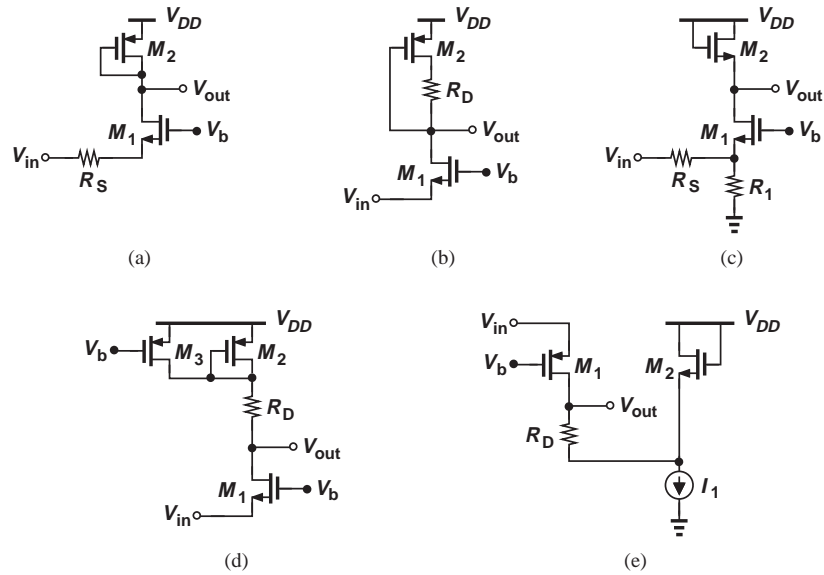 V_DD
M_2
V_out
M_1
V_b
V_in
R_S
(a)
V_DD
M_2
R_D
V_out
M_1
V_b
V_in
(b)
V_DD
M_2
V_out
M_1
V_b
V_in
R_S
R_1
(c)
V_DD
V_b
M_3
M_2
R_D
V_out
M_1
V_b
V_in
(d)
V_in
V_DD
V_b
M_1
M_2
V_out
R_D
I_1
(e)